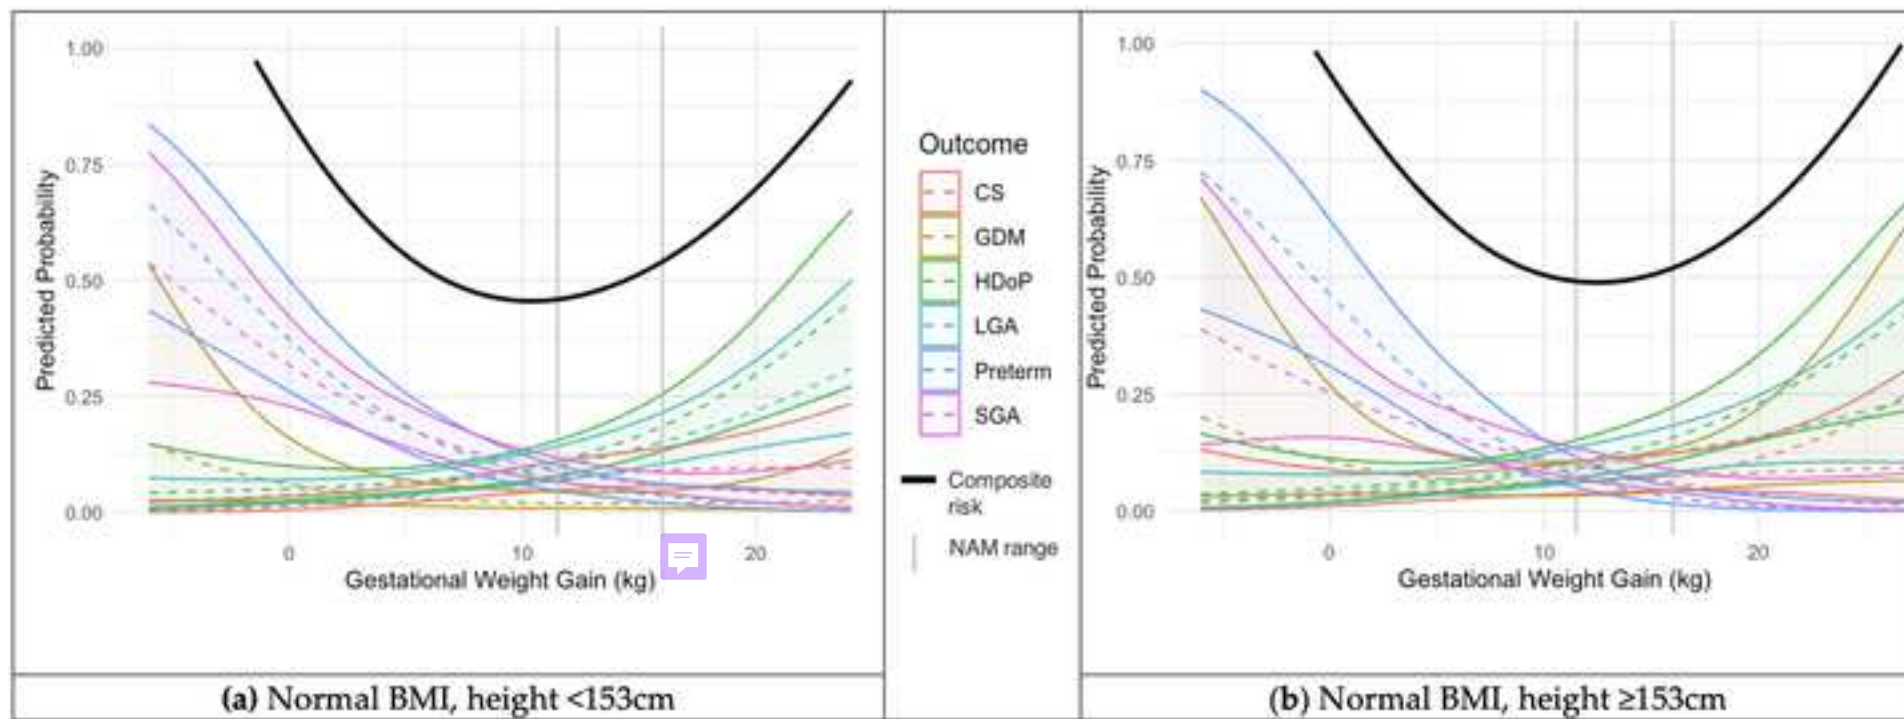 1.00
0.75
0.50
0.25
0.00
Predicted Probability
0
10
20
Gestational Weight Gain (kg)
(a) Normal BMI, height <153cm
Outcome
CS
GDM
HDoP
LGA
Preterm
SGA
Composite
risk
NAM range
1.00
0.75
0.50
0.25
0.00
Predicted Probability
0
10
20
Gestational Weight Gain (kg)
(b) Normal BMI, height ≥153cm